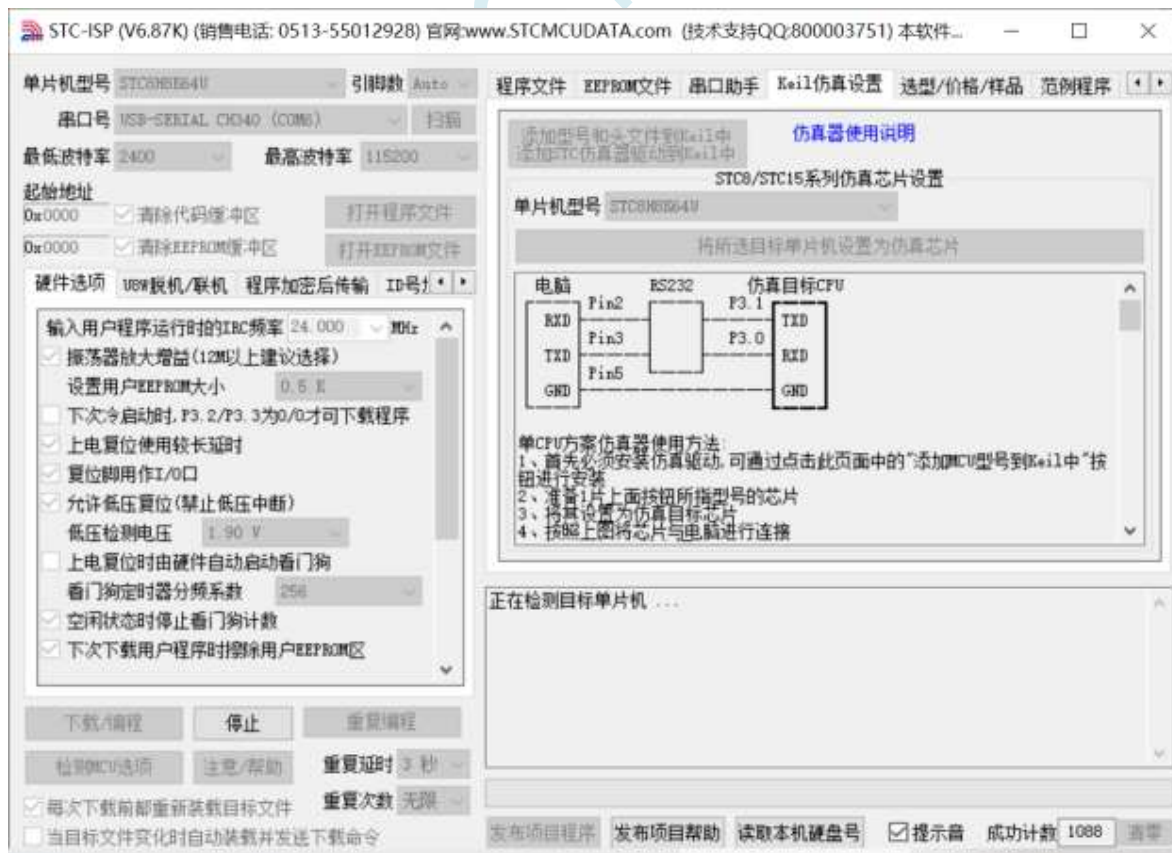 STC-ISP (V6.87K) (销售电话: 0513-55012928) 官网:www.STCMCUDATA.com (技术支持QQ:800003751) 本软件...
单片机型号 STC8H8K64U 引脚数 Auto
串口号 USB-SERIAL CH340 (COM6) 扫描
最低波特率 2400 最高波特率 115200
起始地址
0x0000 清除代码缓冲区 打开程序文件
0x0000 清除EEPROM缓冲区 打开EEPROM文件
硬件选项 U8W脱机/联机 程序加密后传输
输入用户程序运行时的IRC频率 24.000 MHz
振荡器放大增益(12M以上建议选择)
设置用户EEPROM大小 0.5 K
下次冷启动时,P3.2/P3.3为0/0才可下载程序
上电复位使用较长延时
复位脚用作I/O口
允许低压复位(禁止低压中断)
低压检测电压 1.90 V
上电复位时由硬件自动启动看门狗
看门狗定时器分频系数 256
空闲状态时停止看门狗计数
下次下载用户程序时擦除用户EEPROM区
下载/编程 停止 重复编程
检测MCU选项 注意/帮助 重复延时 3 秒
每次下载前都重新装载目标文件 重复次数 无限
当目标文件变化时自动装载并发送下载命令
程序文件 EEPROM文件 串口助手 Keil仿真设置 选型/价格/样品 范例程序
添加型号和头文件到Keil中 仿真器使用说明
添加STC仿真器驱动到Keil中
STC8/STC15系列仿真芯片设置
单片机型号 STC8H8K64U
将所选目标单片机设置为仿真芯片
电脑 RS232 仿真目标CPU
Pin2 P3.1
RXD TXD
Pin3 P3.0
TXD RXD
Pin5
GND GND
单CPU方案仿真器使用方法:
1、首先必须安装仿真驱动,可通过点击此页面中的"添加MCU型号到Keil中"按
钮进行安装
2、准备1片上面按钮所指型号的芯片
3、将其设置为仿真目标芯片
4、按照上图将芯片与电脑进行连接
正在检测目标单片机 ...
发布项目程序 发布项目帮助 读取本机硬盘号 提示音 成功计数 1088 清零